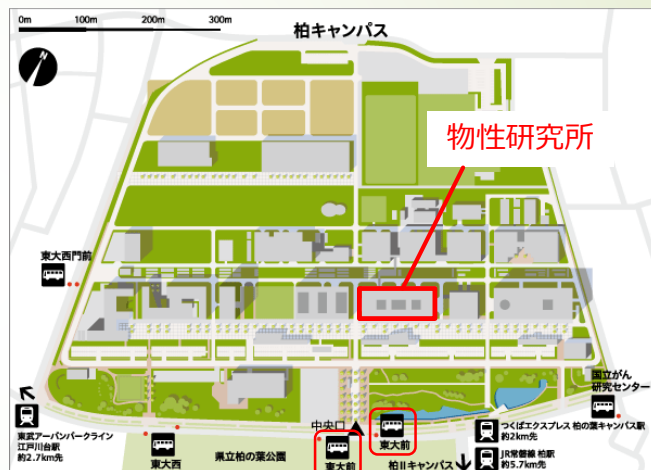 0m 100m 200m 300m
柏キャンパス
N
物性研究所
東大西門前
国立がん
研究センター
東武アーバンパークライン
江戸川台駅
約2.7km先
中央口
東大前
つくばエクスプレス 柏の葉キャンパス駅
約2km先
東大西
県立柏の葉公園
東大前
柏IIキャンパス
JR常磐線 柏駅
約5.7km先